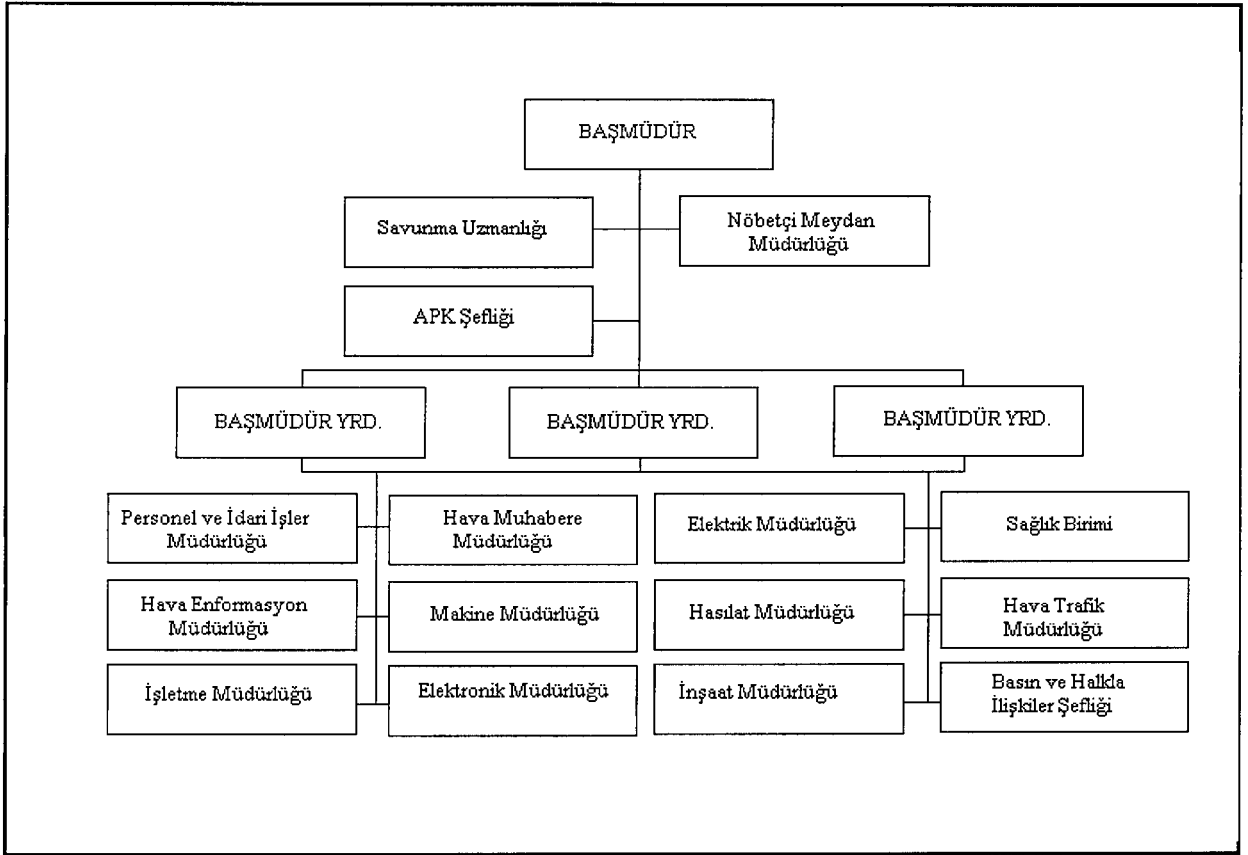 BAŞMÜDÜR
Savunma Uzmanlığı
Nöbetçi Meydan
Müdürlüğü
APK Şefliği
BAŞMÜDÜR YRD.
BAŞMÜDÜR YRD.
BAŞMÜDÜR YRD.
Personel ve İdari İşler
Müdürlüğü
Hava Muhabere
Müdürlüğü
Elektrik Müdürlüğü
Sağlık Birimi
Hava Enformasyon
Müdürlüğü
Makine Müdürlüğü
Hasılat Müdürlüğü
Hava Trafik
Müdürlüğü
İşletme Müdürlüğü
Elektronik Müdürlüğü
İnşaat Müdürlüğü
Basın ve Halkla
İlişkiler Şefliği